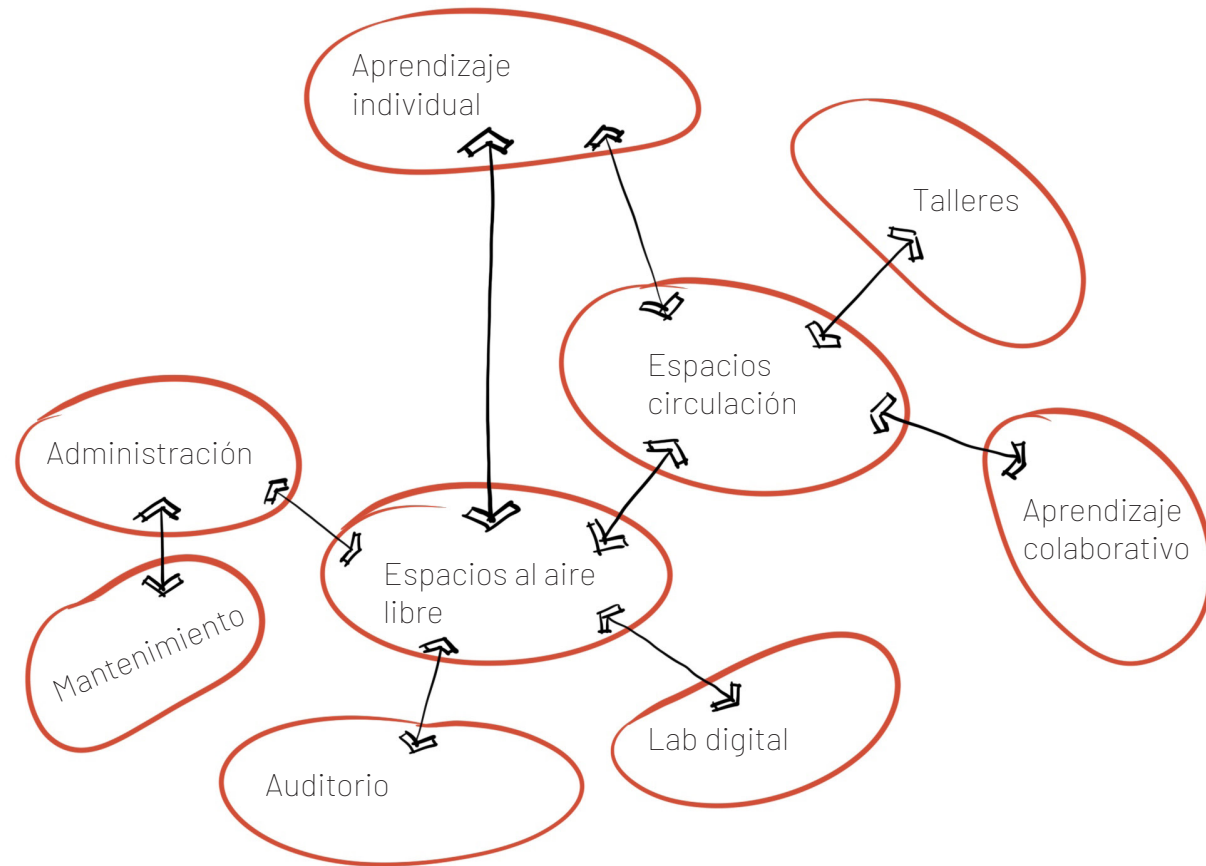 Aprendizaje
individual
Talleres
Espacios
circulación
Administración
Aprendizaje
colaborativo
Espacios al aire
libre
Mantenimiento
Lab digital
Auditorio